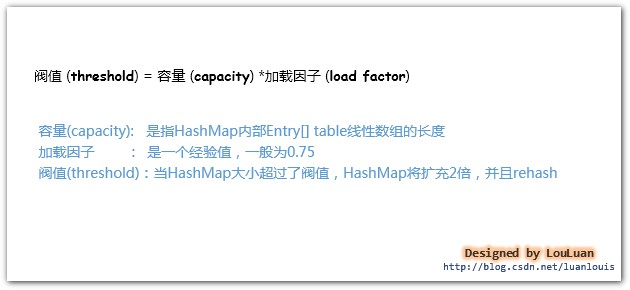 阀值 (threshold) = 容量 (capacity) *加载因子 (load factor)
容量(capacity): 是指HashMap内部Entry[] table线性数组的长度
加载因子 : 是一个经验值，一般为0.75
阀值(threshold)：当HashMap大小超过了阀值，HashMap将扩充2倍，并且rehash
Designed by LouLuan
http://blog.csdn.net/luanlouis